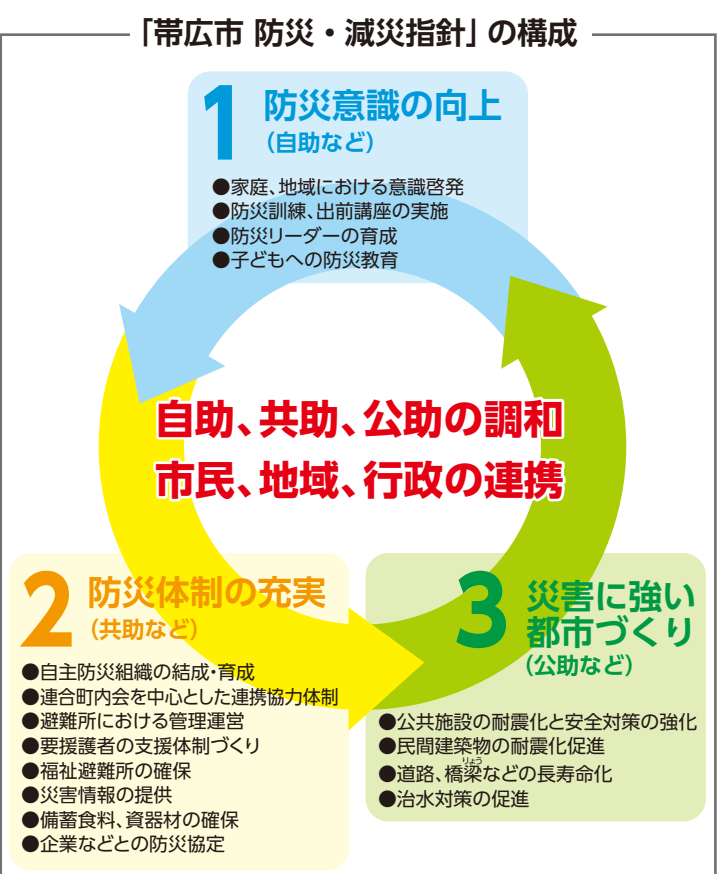 「帯広市 防災・減災指針」の構成
1 防災意識の向上
(自助など)
●家庭、地域における意識啓発
●防災訓練、出前講座の実施
●防災リーダーの育成
●子どもへの防災教育
自助、共助、公助の調和
市民、地域、行政の連携
2 防災体制の充実
(共助など)
●自主防災組織の結成・育成
●連合町内会を中心とした連携協力体制
●避難所における管理運営
●要援護者の支援体制づくり
●福祉避難所の確保
●災害情報の提供
●備蓄食料、資器材の確保
●企業などとの防災協定
3 災害に強い
都市づくり
(公助など)
●公共施設の耐震化と安全対策の強化
●民間建築物の耐震化促進
りょう
●道路、橋梁などの長寿命化
●治水対策の促進